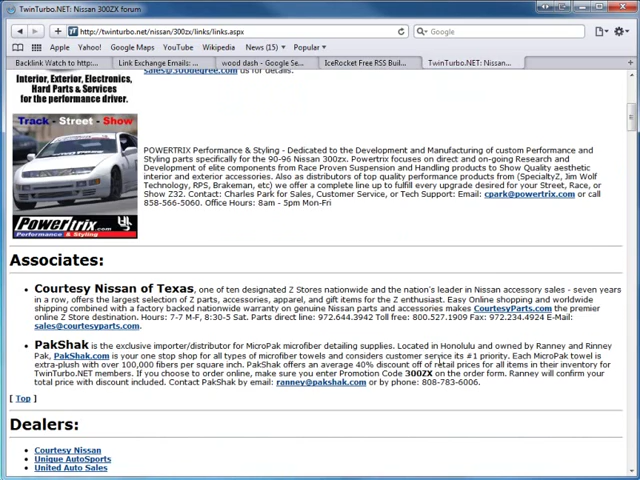 TwinTurbo.NET: Nissan 300ZX forum
http://twinturbo.net/nissan/300zx/links/links.aspx
Google
Apple Yahoo! Google Maps YouTube Wikipedia News (15) Popular
Backlink Watch to http:... Link Exchange Emails: ... wood dash - Google Se... IceRocket Free RSS Buil... TwinTurbo.NET: Nissan...
sales@300degree.com us for details.
Interior, Exterior, Electronics,
Hard Parts & Services
for the performance driver.
Track - Street - Show
POWERTRIX Performance & Styling - Dedicated to the Development and Manufacturing of custom Performance and
Styling parts specifically for the 90-96 Nissan 300zx. Powertrix focuses on direct and on-going Research and
Development of elite components from Race Proven Suspension and Handling products to Show Quality aesthetic
interior and exterior accessories. Also as distributors of top quality performance products from (SpecialtyZ, Jim Wolf
Technology, RPS, Brakeman, etc) we offer a complete line up to fulfill every upgrade desired for your Street, Race, or
Show Z32. Contact: Charles Park for Sales, Customer Service, or Tech Support: Email: cpark@powertrix.com or call
858-566-5060. Office Hours: 8am - 5pm Mon-Fri
Powertrix.com
Performance & Styling
Associates:
• Courtesy Nissan of Texas, one of ten designated Z Stores nationwide and the nation's leader in Nissan accessory sales - seven years
in a row, offers the largest selection of Z parts, accessories, apparel, and gift items for the Z enthusiast. Easy Online shopping and worldwide
shipping combined with a factory backed nationwide warranty on genuine Nissan parts and accessories makes CourtesyParts.com the premier
online Z Store destination. Hours: 7-7 M-F, 8:30-5 Sat. Parts direct line: 972.644.3942 Toll free: 800.527.1909 Fax: 972.234.4924 E-Mail:
sales@courtesyparts.com.
• PakShak is the exclusive importer/distributor for MicroPak microfiber detailing supplies. Located in Honolulu and owned by Ranney and Rinney
Pak, PakShak.com is your one stop shop for all types of microfiber towels and considers customer service its #1 priority. Each MicroPak towel is
extra-plush with over 100,000 fibers per square inch. PakShak offers an average 40% discount off of retail prices for all items in their inventory for
TwinTurbo.NET members. If you choose to order online, make sure you enter Promotion Code 300ZX on the order form. Ranney will confirm your
total price with discount included. Contact PakShak by email: ranney@pakshak.com or by phone: 808-783-6006.
[ Top ]
Dealers:
• Courtesy Nissan
• Unique AutoSports
• United Auto Sales